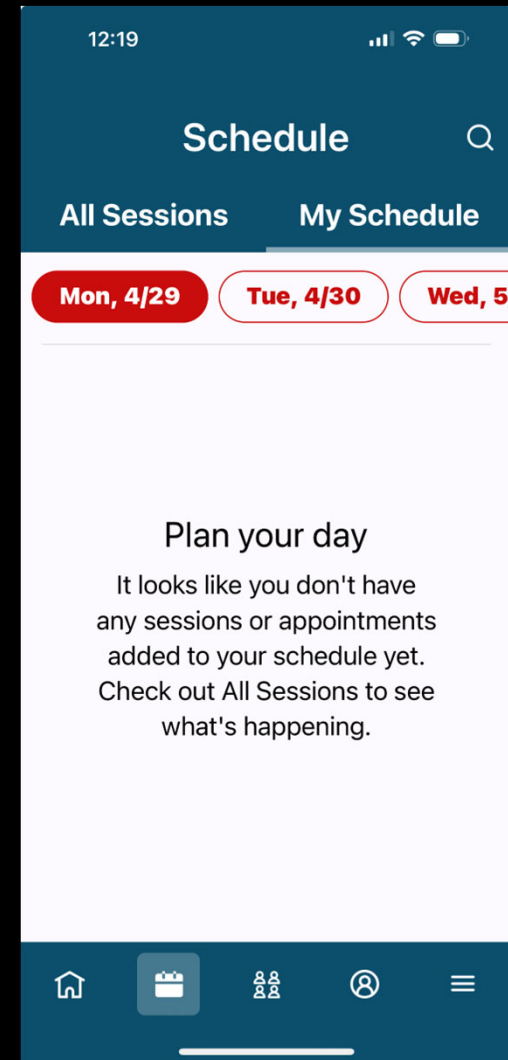 12:19
Schedule
All Sessions My Schedule
Mon, 4/29 Tue, 4/30 Wed, 5
Plan your day
It looks like you don't have
any sessions or appointments
added to your schedule yet.
Check out All Sessions to see
what's happening.